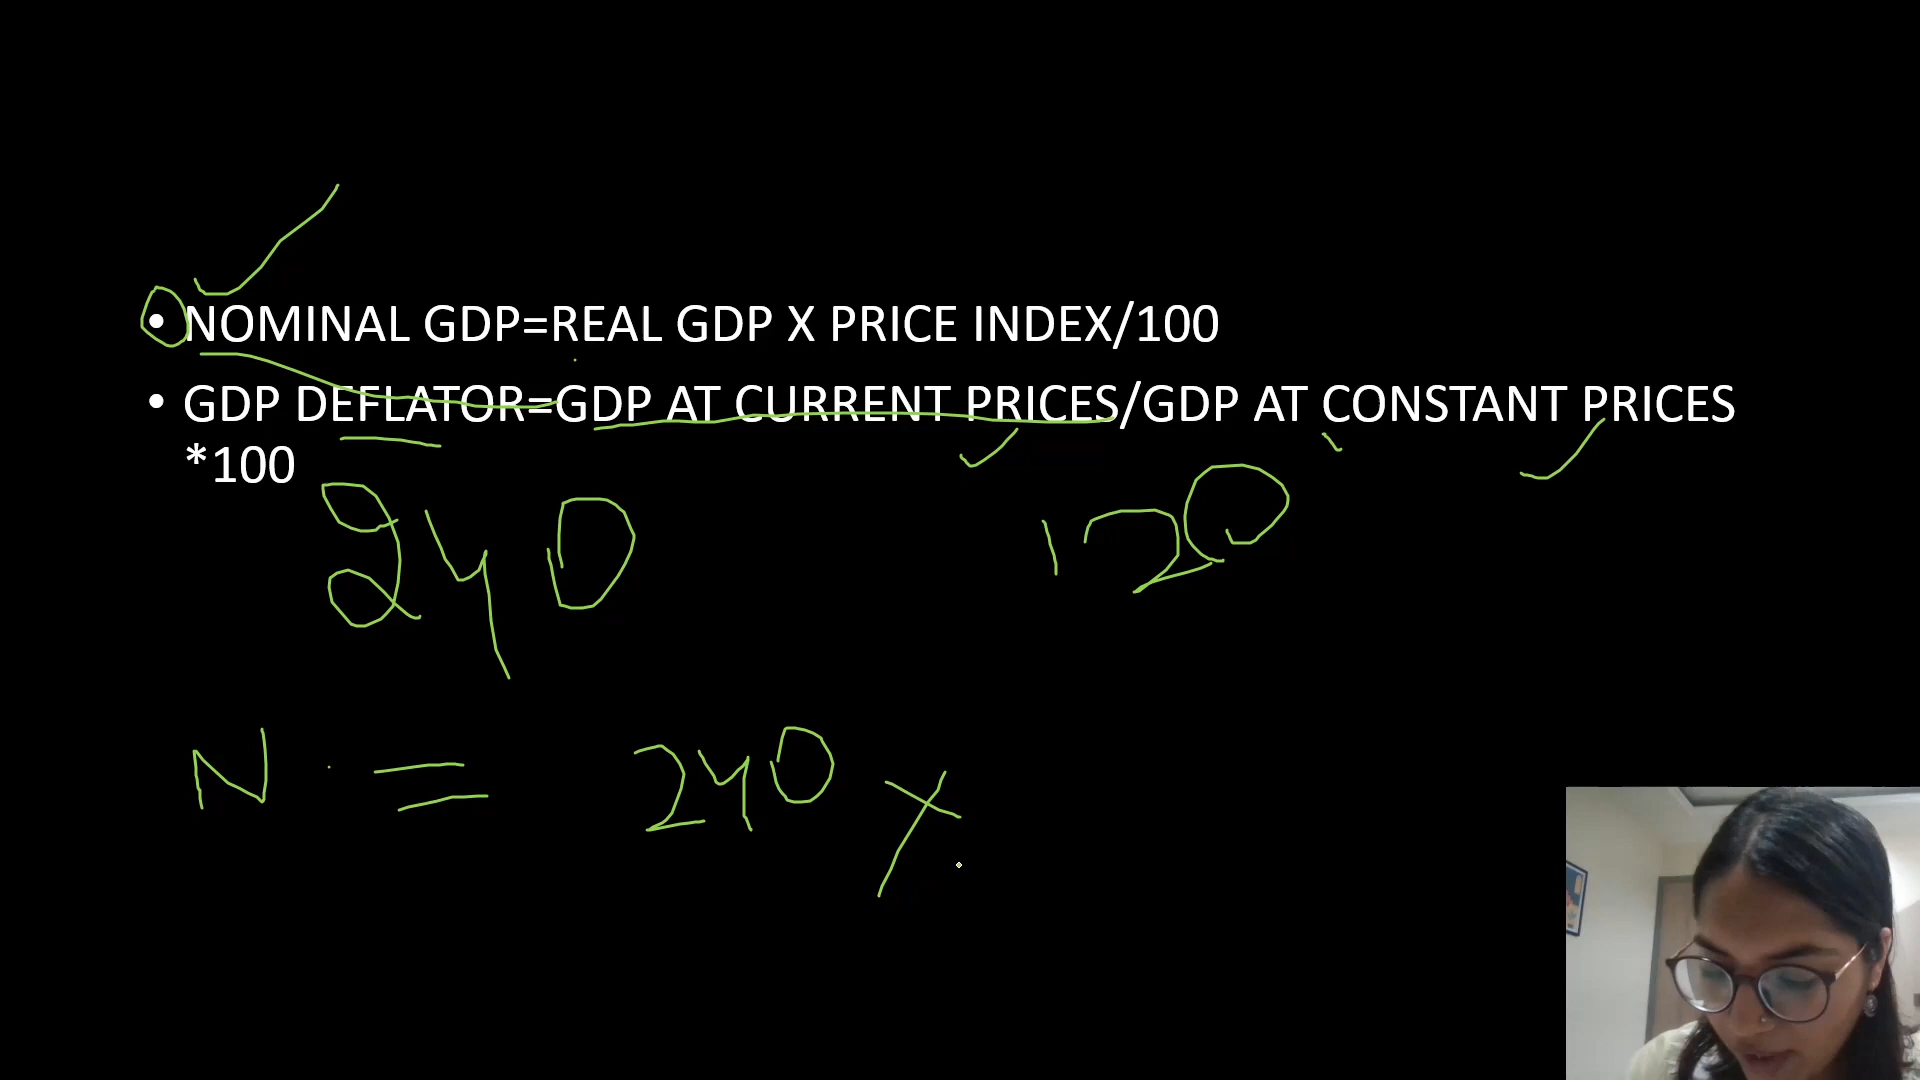 • NOMINAL GDP=REAL GDP X PRICE INDEX/100
• GDP DEFLATOR=GDP AT CURRENT PRICES/GDP AT CONSTANT PRICES
*100
240 120
N = 240 X